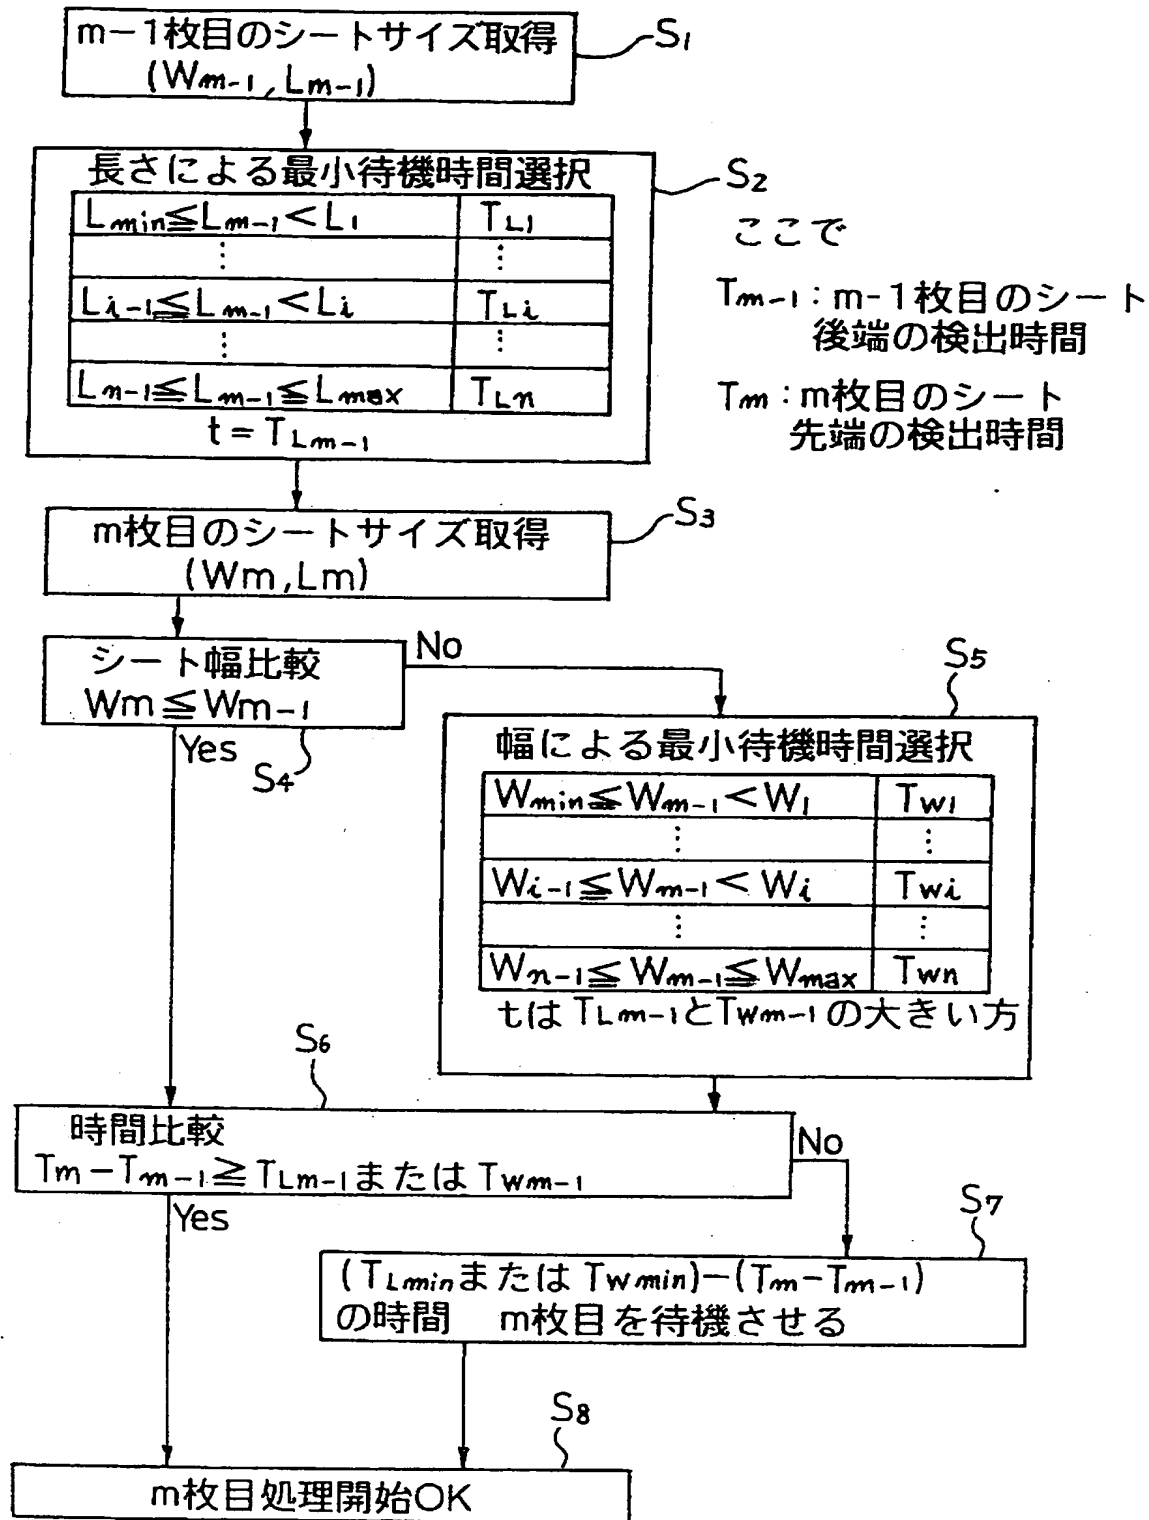 m-1枚目のシートサイズ取得
(Wm-1, Lm-1)
S1
長さによる最小待機時間選択
S2
Lmin≦Lm-1<L1 TL1
⋮ ⋮
Li-1≦Lm-1<Li TLi
⋮ ⋮
Ln-1≦Lm-1≦Lmax TLn
t=TLm-1
ここで
Tm-1:m-1枚目のシート
後端の検出時間
Tm:m枚目のシート
先端の検出時間
m枚目のシートサイズ取得
(Wm,Lm)
S3
シート幅比較
Wm≦Wm-1
No
Yes
S4
S5
幅による最小待機時間選択
Wmin≦Wm-1<W1 TW1
⋮ ⋮
Wi-1≦Wm-1<Wi TWi
⋮ ⋮
Wn-1≦Wm-1≦Wmax TWn
tはTLm-1とTWm-1の大きい方
S6
時間比較
Tm-Tm-1≧TLm-1またはTWm-1
No
Yes
S7
(TLminまたはTWmin)-(Tm-Tm-1)
の時間 m枚目を待機させる
S8
m枚目処理開始OK